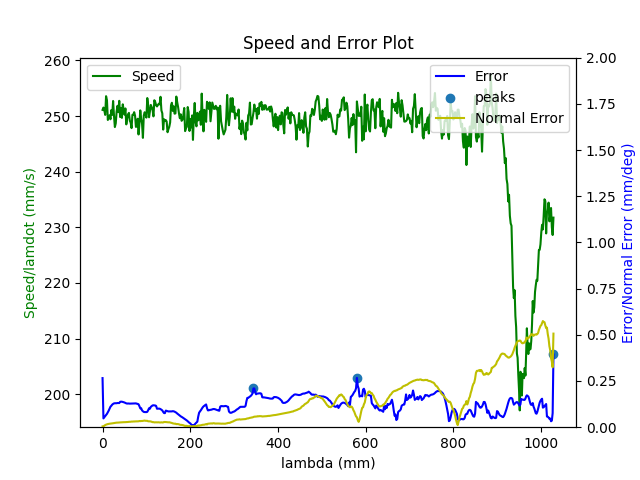 Speed and Error Plot
Speed
Error
peaks
Normal Error
260
250
240
230
220
210
200
Speed/lamdot (mm/s)
2.00
1.75
1.50
1.25
1.00
0.75
0.50
0.25
0.00
Error/Normal Error (mm/deg)
0
200
400
600
800
1000
lambda (mm)